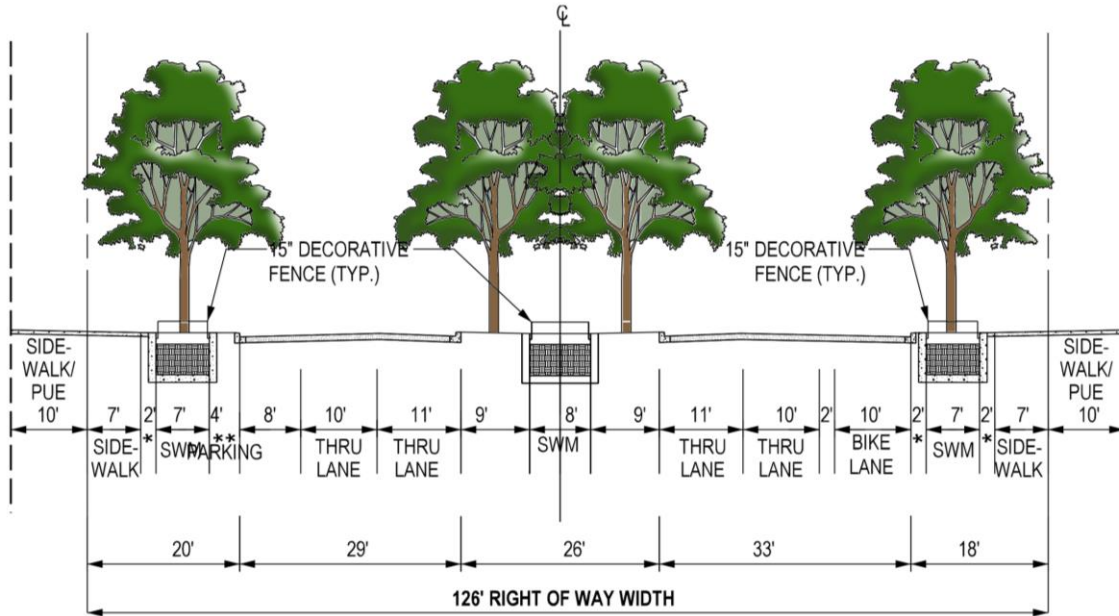 ℄
15" DECORATIVE
FENCE (TYP.)
15" DECORATIVE
FENCE (TYP.)
SIDE-
WALK/
PUE
10'
7'
SIDE-
WALK
2'
*
7'
SWM
4'
**
PARKING
8'
10'
THRU
LANE
11'
THRU
LANE
9'
8'
SWM
9'
11'
THRU
LANE
10'
THRU
LANE
2'
10'
BIKE
LANE
2'
*
7'
SWM
2'
*
7'
SIDE-
WALK
SIDE-
WALK/
PUE
10'
20'
29'
26'
33'
18'
126' RIGHT OF WAY WIDTH